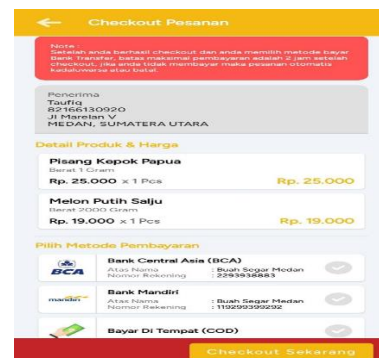 Checkout Pesanan
Note :
Setelah anda berhasil checkout dan anda memilih metode bayar
Bank Transfer, batas maksimal pembayaran adalah 2 jam setelah
checkout, jika anda tidak membayar maka pesanan otomatis
kadaluwarsa atau batal.
Penerima
Taufiq
82166130920
Jl Marelan V
MEDAN, SUMATERA UTARA
Detail Produk & Harga
Pisang Kepok Papua
Berat 1 Gram
Rp. 25.000 x 1 Pcs Rp. 25.000
Melon Putih Salju
Berat 2000 Gram
Rp. 19.000 x 1 Pcs Rp. 19.000
Pilih Metode Pembayaran
BCA
Bank Central Asia (BCA)
Atas Nama : Buah Segar Medan
Nomor Rekening : 2293938883
mandiri
Bank Mandiri
Atas Nama : Buah Segar Medan
Nomor Rekening : 119299399292
Bayar Di Tempat (COD)
Checkout Sekarang